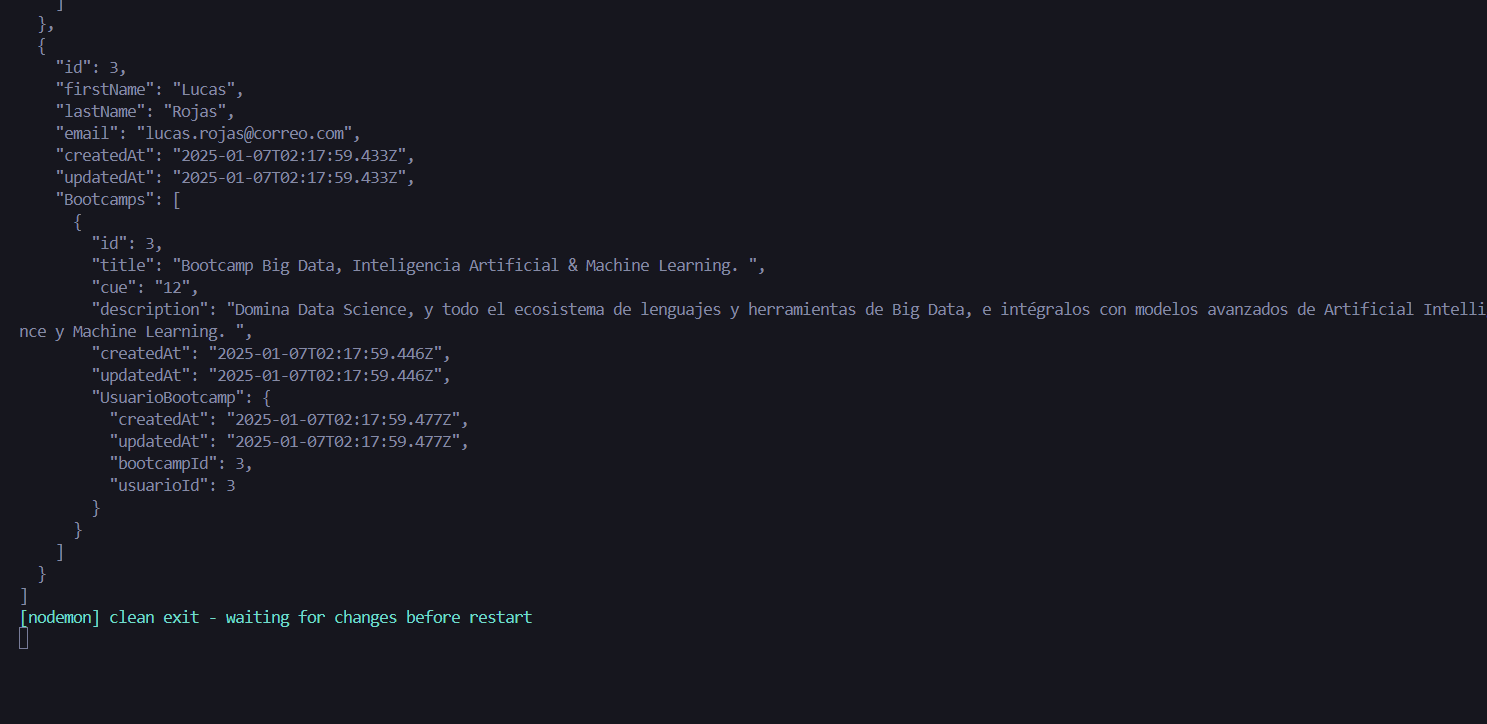 ]
  },
  {
    "id": 3,
    "firstName": "Lucas",
    "lastName": "Rojas",
    "email": "lucas.rojas@correo.com",
    "createdAt": "2025-01-07T02:17:59.433Z",
    "updatedAt": "2025-01-07T02:17:59.433Z",
    "Bootcamps": [
      {
        "id": 3,
        "title": "Bootcamp Big Data, Inteligencia Artificial & Machine Learning. ",
        "cue": "12",
        "description": "Domina Data Science, y todo el ecosistema de lenguajes y herramientas de Big Data, e intégralos con modelos avanzados de Artificial Intelli
nce y Machine Learning. ",
        "createdAt": "2025-01-07T02:17:59.446Z",
        "updatedAt": "2025-01-07T02:17:59.446Z",
        "UsuarioBootcamp": {
          "createdAt": "2025-01-07T02:17:59.477Z",
          "updatedAt": "2025-01-07T02:17:59.477Z",
          "bootcampId": 3,
          "usuarioId": 3
        }
      }
    ]
  }
]
[nodemon] clean exit - waiting for changes before restart